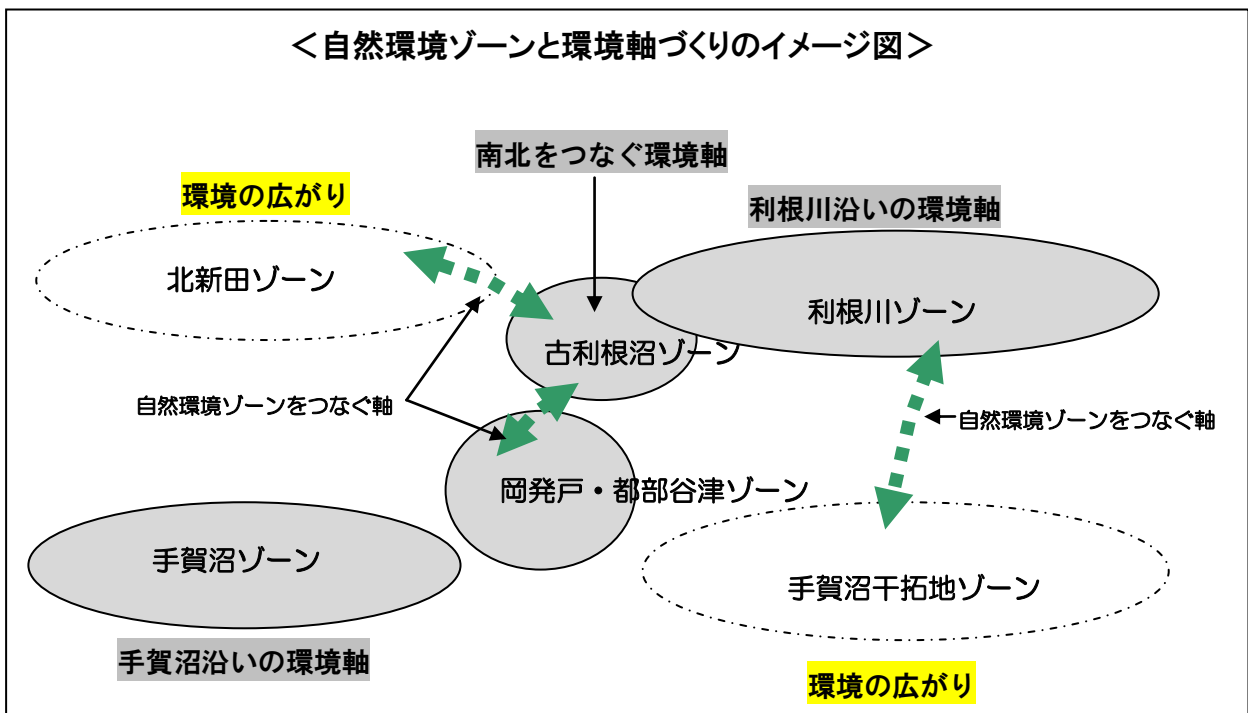 ＜自然環境ゾーンと環境軸づくりのイメージ図＞
南北をつなぐ環境軸
環境の広がり
利根川沿いの環境軸
北新田ゾーン
利根川ゾーン
古利根沼ゾーン
自然環境ゾーンをつなぐ軸
自然環境ゾーンをつなぐ軸
岡発戸・都部谷津ゾーン
手賀沼ゾーン
手賀沼干拓地ゾーン
手賀沼沿いの環境軸
環境の広がり